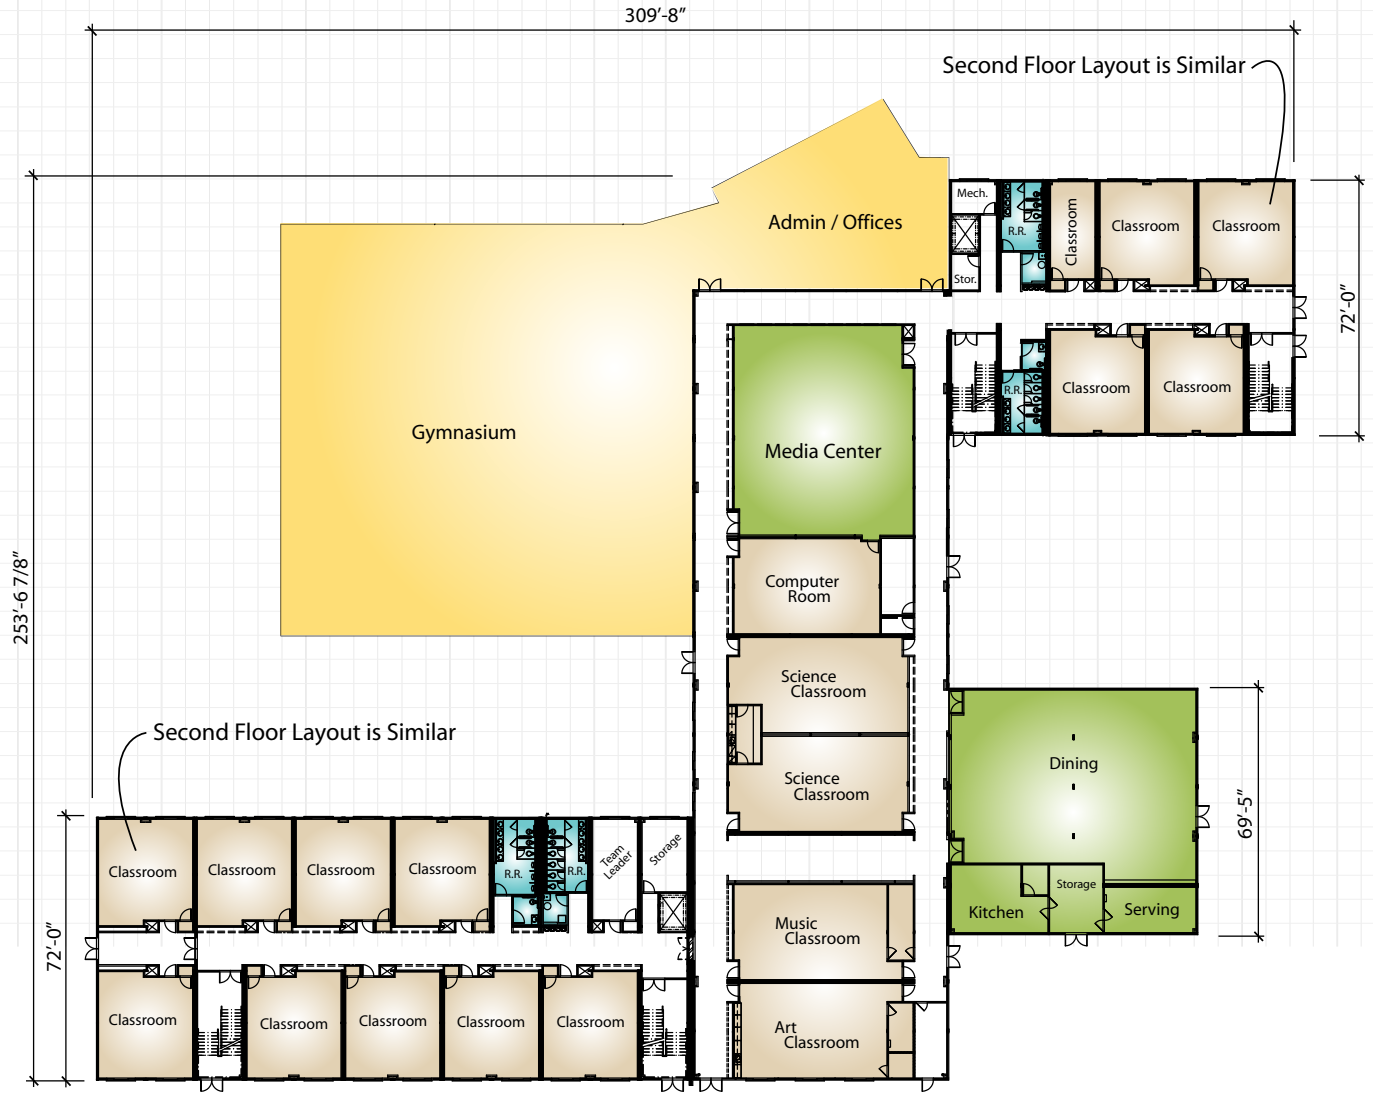 309’-8”
Second Floor Layout is Similar
Mech.
R.R.
Classroom
Classroom
Classroom
Admin / Offices
Stor.
72’-0”
Classroom
Classroom
R.R.
Gymnasium
Media Center
253’-6 7/8”
Computer
Room
Science
Classroom
Second Floor Layout is Similar
Dining
Science
Classroom
69’-5”
Classroom
Classroom
Classroom
Classroom
R.R.
R.R.
Team
Leader
Storage
Storage
Kitchen
Serving
Music
Classroom
72’-0”
Classroom
Classroom
Classroom
Classroom
Classroom
Art
Classroom